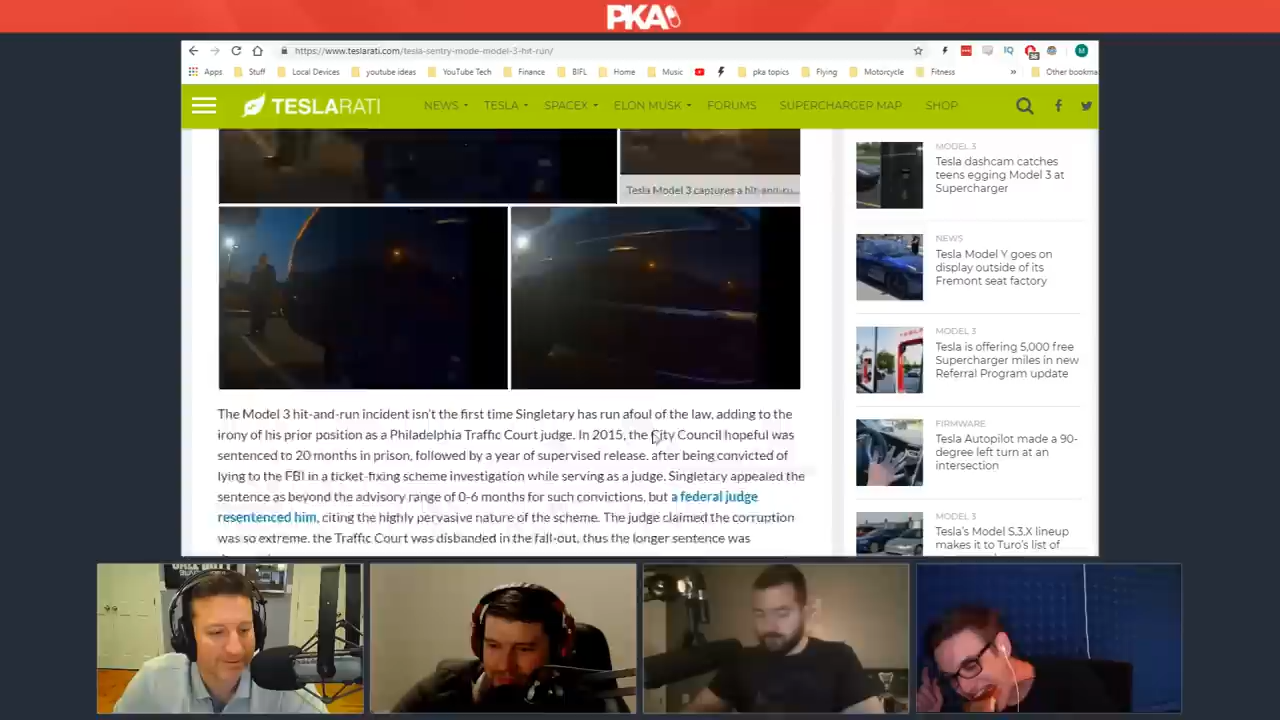 PKA
https://www.teslarati.com/tesla-sentry-mode-model-3-hit-run/
IQ
M
Apps Stuff Local Devices youtube ideas YouTube Tech Finance BIFL Home Music pka topics Flying Motorcycle Fitness » Other bookma
TESLARATI NEWS TESLA SPACEX ELON MUSK FORUMS SUPERCHARGER MAP SHOP
Tesla Model 3 captures a hit-and-ru...
The Model 3 hit-and-run incident isn't the first time Singletary has run afoul of the law, adding to the
irony of his prior position as a Philadelphia Traffic Court judge. In 2015, the City Council hopeful was
sentenced to 20 months in prison, followed by a year of supervised release, after being convicted of
lying to the FBI in a ticket-fixing scheme investigation while serving as a judge. Singletary appealed the
sentence as beyond the advisory range of 0-6 months for such convictions, but a federal judge
resentenced him, citing the highly pervasive nature of the scheme. The judge claimed the corruption
was so extreme, the Traffic Court was disbanded in the fall-out, thus the longer sentence was
MODEL 3
Tesla dashcam catches
teens egging Model 3 at
Supercharger
NEWS
Tesla Model Y goes on
display outside of its
Fremont seat factory
MODEL 3
Tesla is offering 5,000 free
Supercharger miles in new
Referral Program update
FIRMWARE
Tesla Autopilot made a 90-
degree left turn at an
intersection
MODEL 3
Tesla's Model S,3,X lineup
makes it to Turo's list of